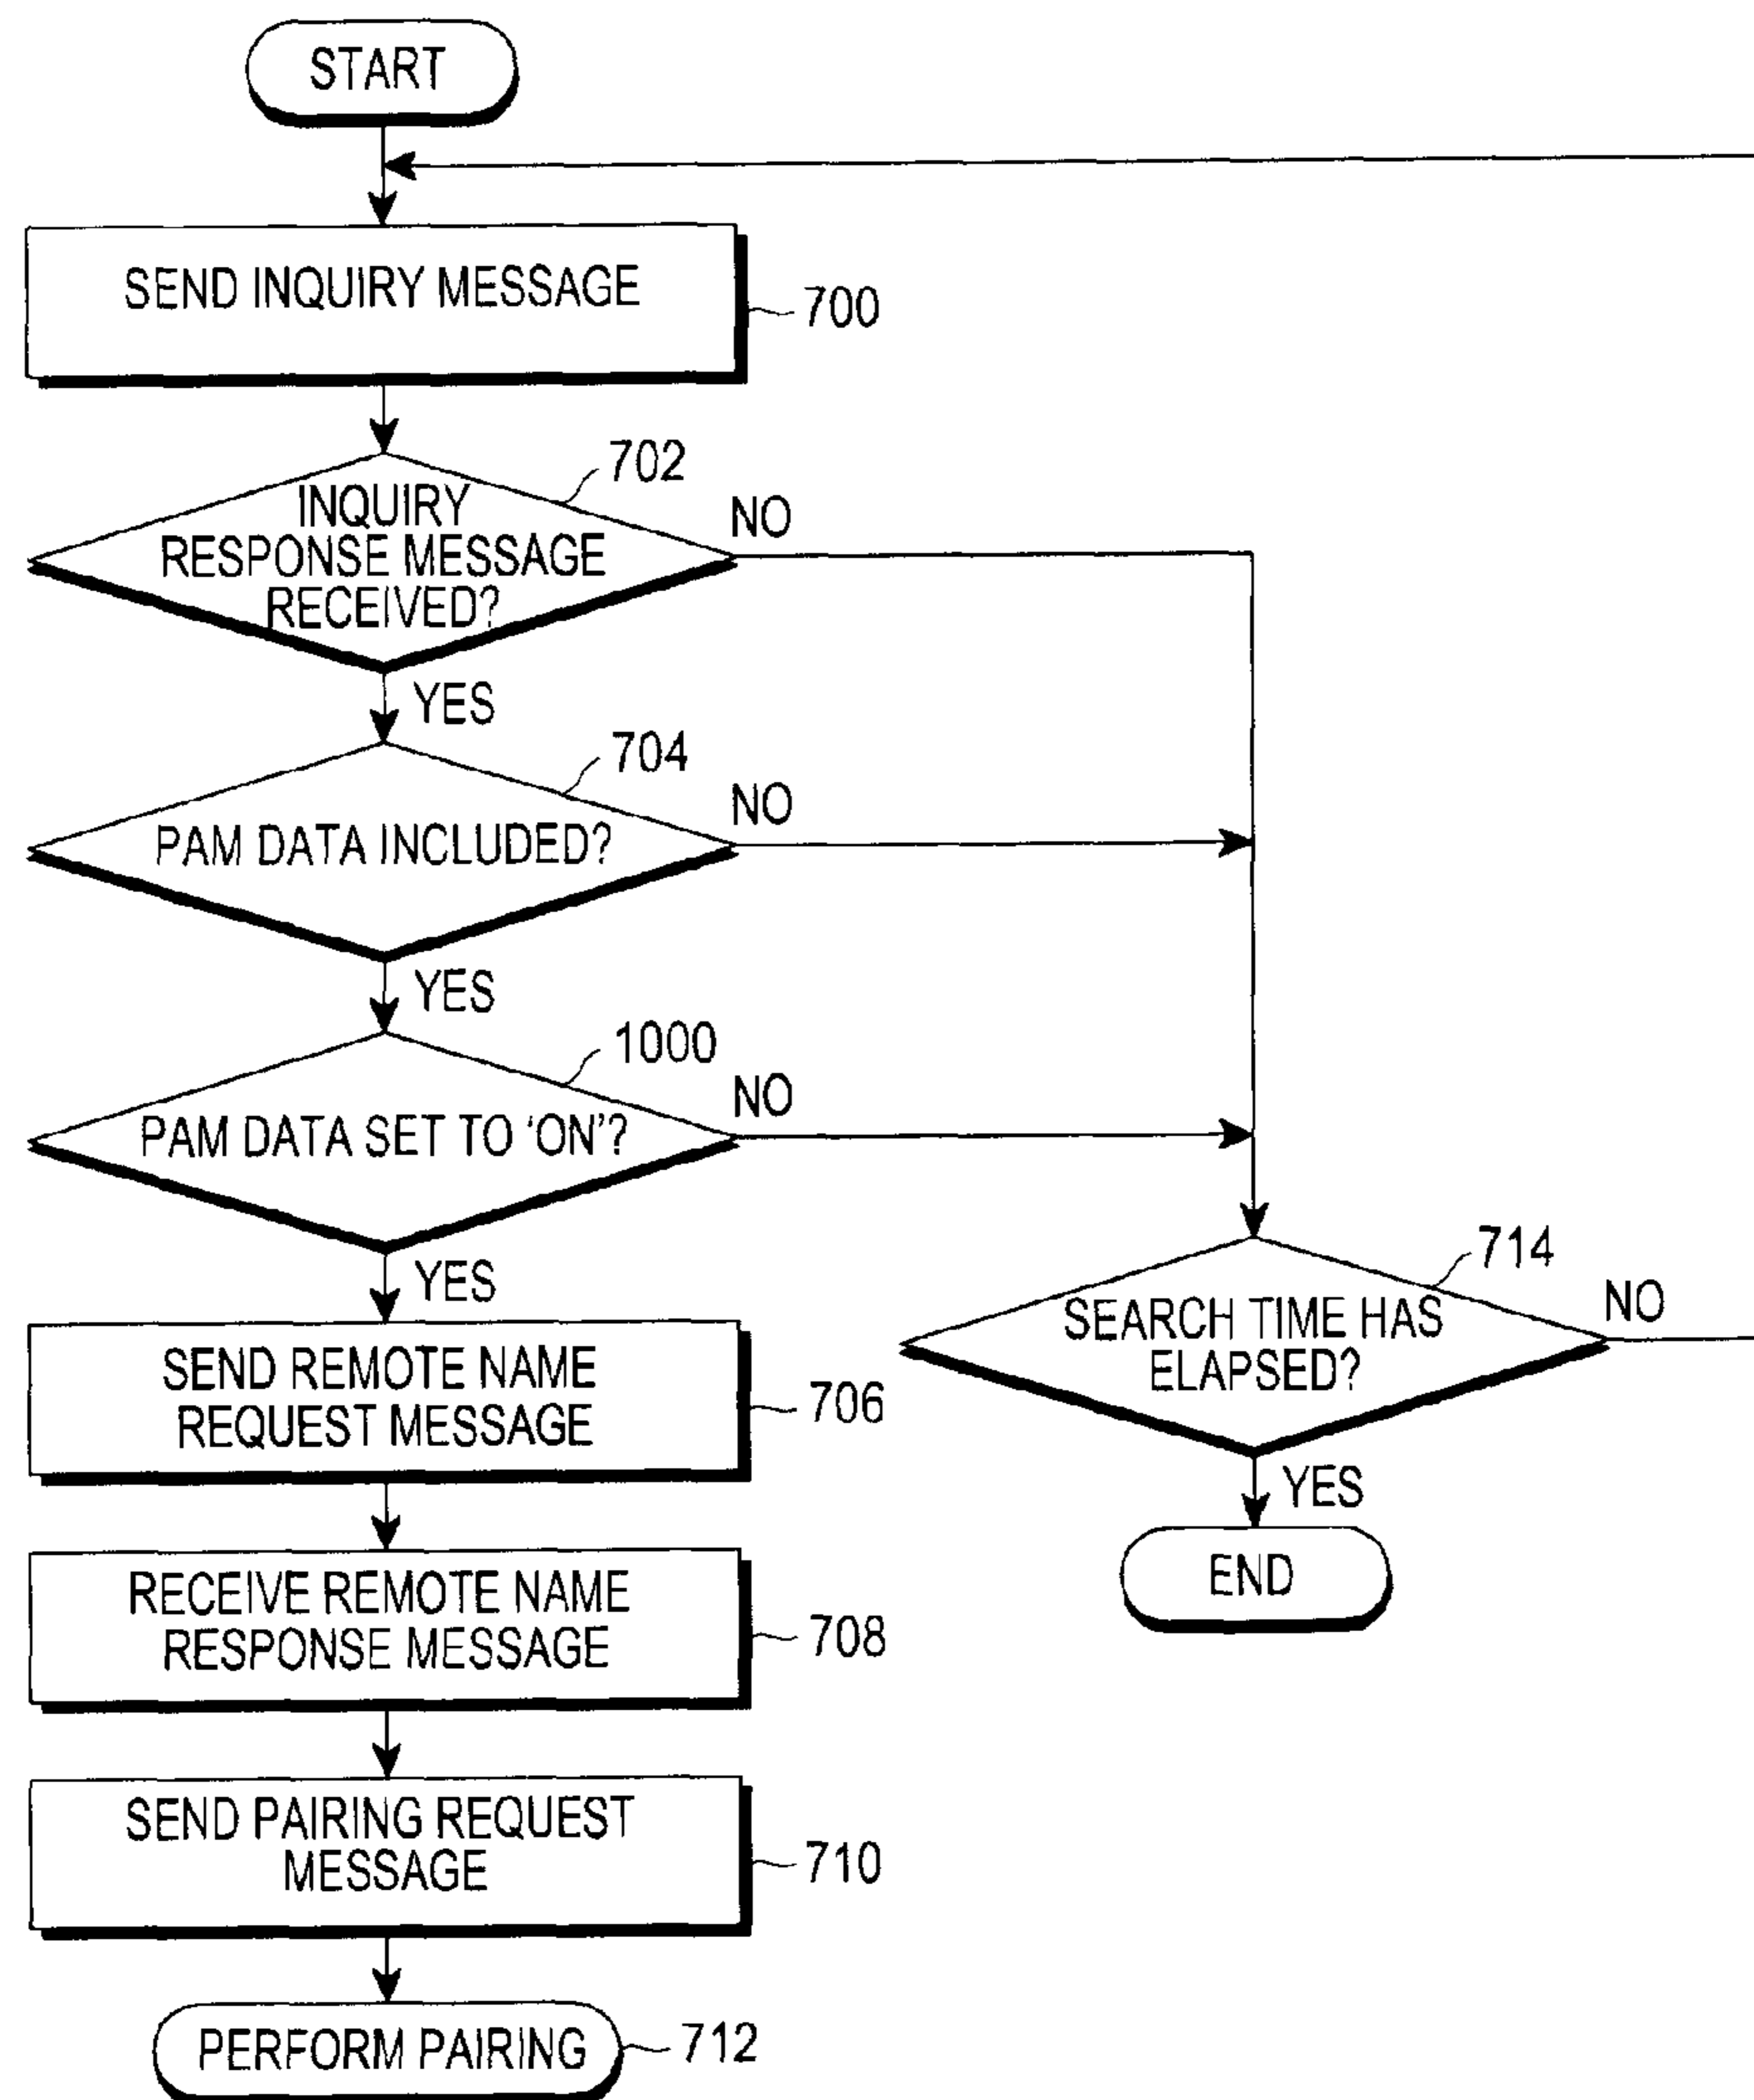 START
SEND INQUIRY MESSAGE
700
702
INQUIRY
RESPONSE MESSAGE
RECEIVED?
NO
YES
704
PAM DATA INCLUDED?
NO
YES
1000
PAM DATA SET TO 'ON'?
NO
YES
714
SEARCH TIME HAS
ELAPSED?
NO
YES
END
SEND REMOTE NAME
REQUEST MESSAGE
706
RECEIVE REMOTE NAME
RESPONSE MESSAGE
708
SEND PAIRING REQUEST
MESSAGE
710
PERFORM PAIRING
712